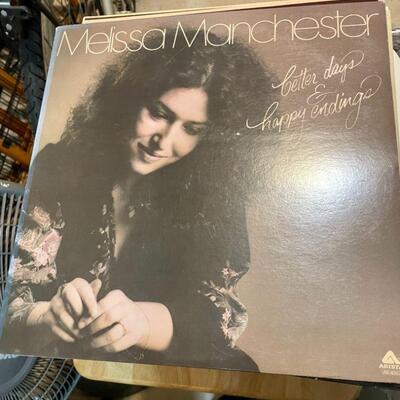 Melissa Manchester
better days
&
happy endings
ARISTA